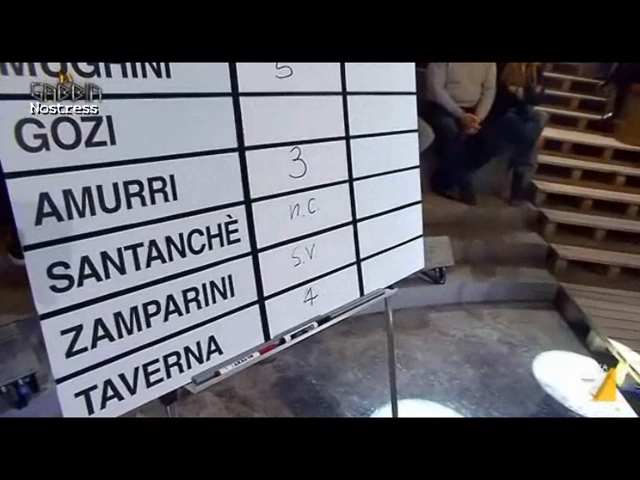 LA
GABBIA
Nostress
MUGHINI 5
GOZI
AMURRI 3
SANTANCHÈ n.c.
ZAMPARINI S.V
TAVERNA 4